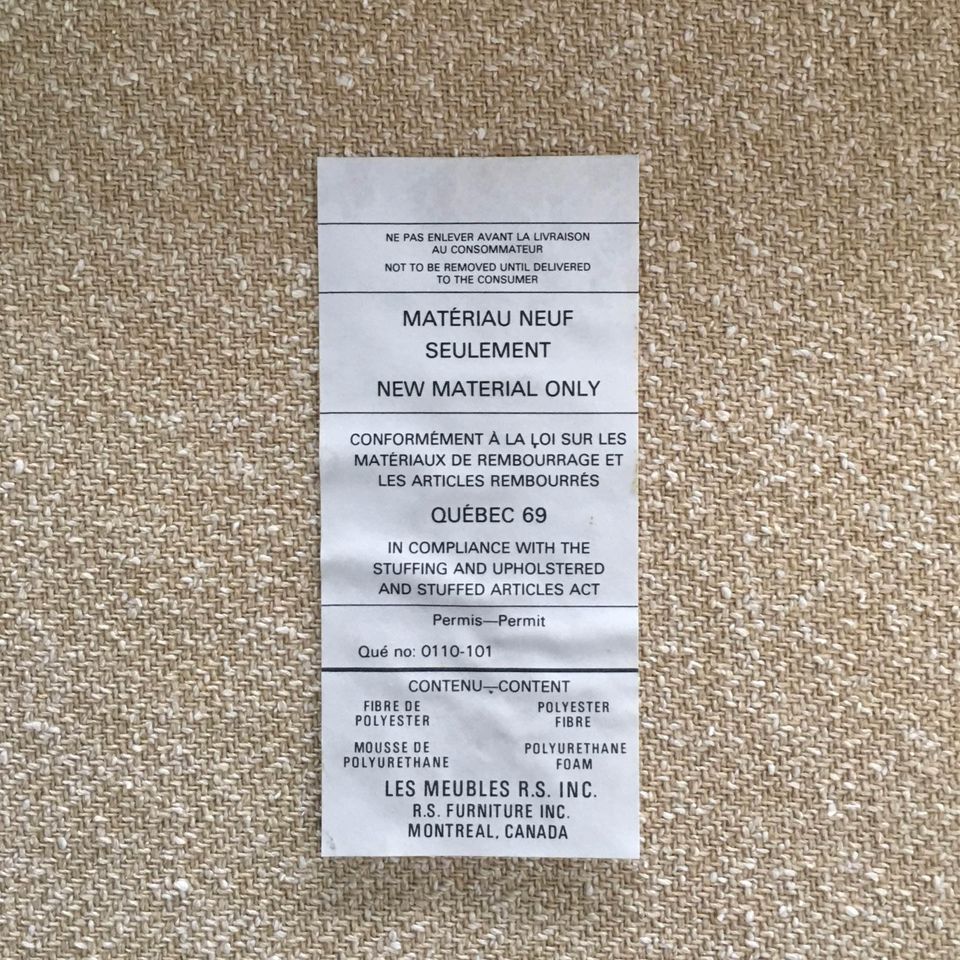 NE PAS ENLEVER AVANT LA LIVRAISON
AU CONSOMMATEUR
NOT TO BE REMOVED UNTIL DELIVERED
TO THE CONSUMER
MATÉRIAU NEUF
SEULEMENT
NEW MATERIAL ONLY
CONFORMÉMENT À LA LOI SUR LES
MATÉRIAUX DE REMBOURRAGE ET
LES ARTICLES REMBOURRÉS
QUÉBEC 69
IN COMPLIANCE WITH THE
STUFFING AND UPHOLSTERED
AND STUFFED ARTICLES ACT
Permis—Permit
Qué no: 0110-101
CONTENU—CONTENT
FIBRE DE POLYESTER
POLYESTER FIBRE
MOUSSE DE POLYURETHANE
POLYURETHANE FOAM
LES MEUBLES R.S. INC.
R.S. FURNITURE INC.
MONTREAL, CANADA